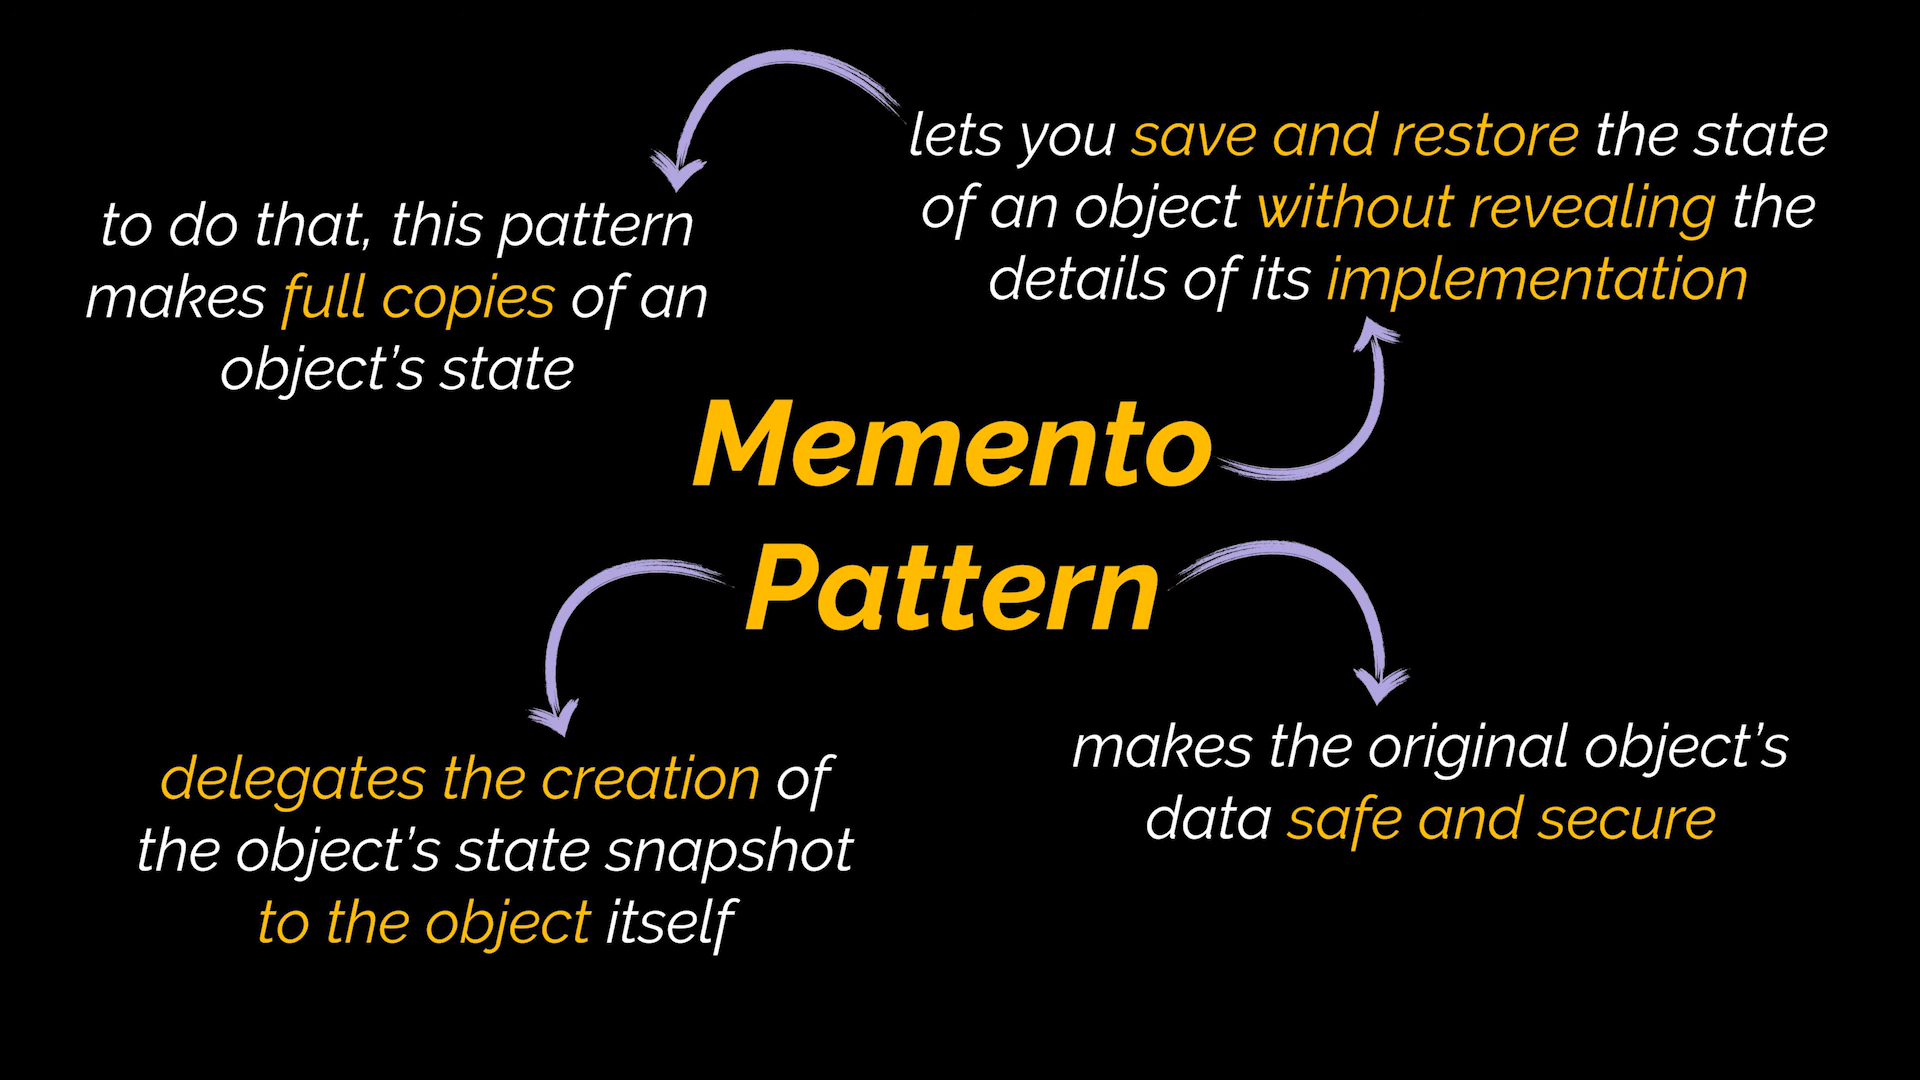 lets you save and restore the state
of an object without revealing the
details of its implementation
to do that, this pattern
makes full copies of an
object’s state
Memento
Pattern
delegates the creation of
the object’s state snapshot
to the object itself
makes the original object’s
data safe and secure